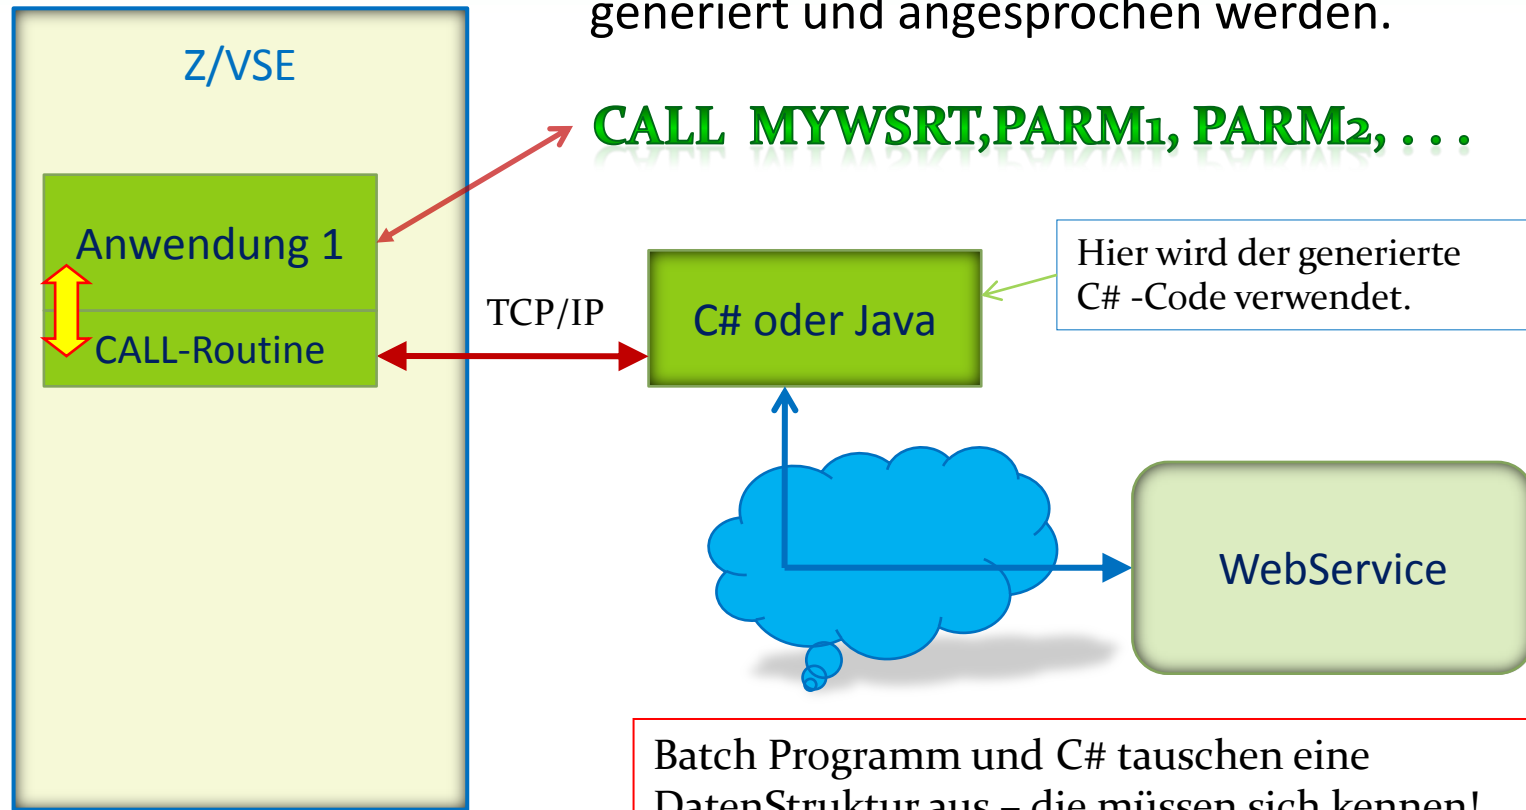 generiert und angesprochen werden.
Z/VSE
CALL MYWSRT,PARM1, PARM2, . . .
Anwendung 1
CALL-Routine
TCP/IP
C# oder Java
Hier wird der generierte
C# -Code verwendet.
WebService
Batch Programm und C# tauschen eine
DatenStruktur aus – die müssen sich kennen!